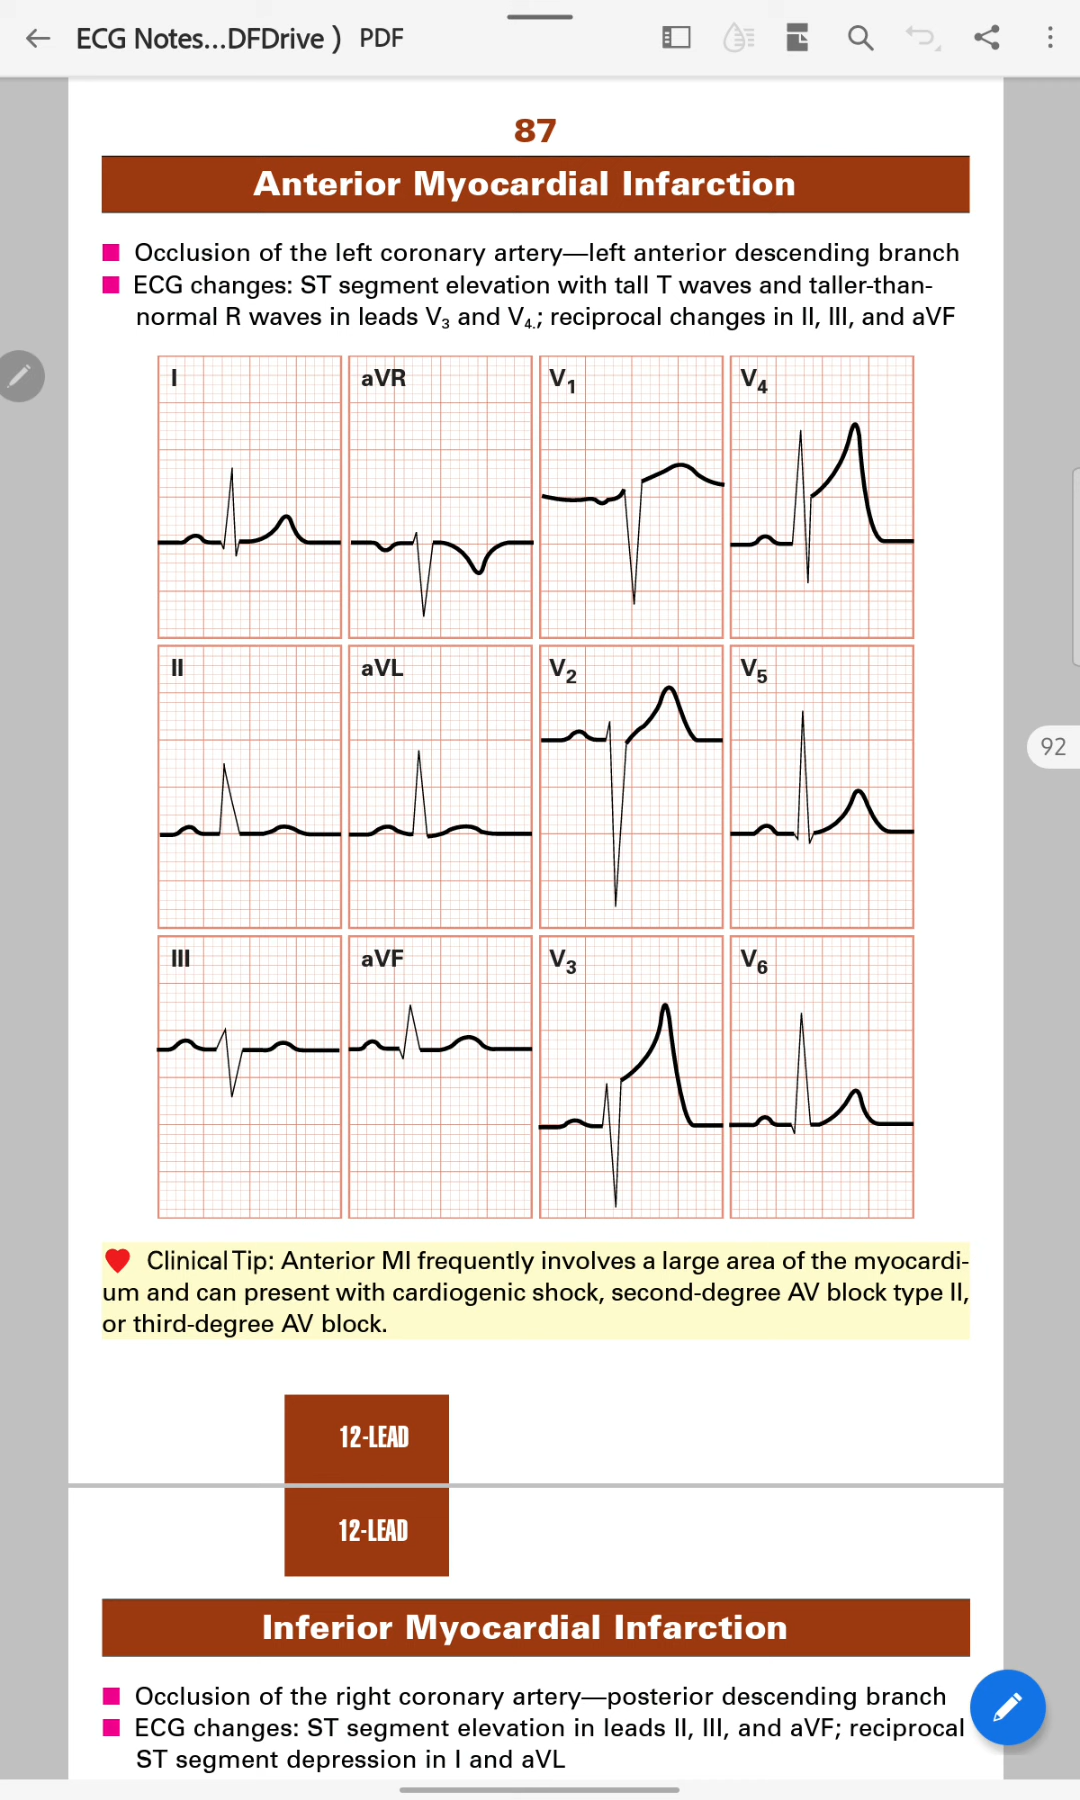 ECG Notes...DFDrive ) PDF
87
Anterior Myocardial Infarction
■ Occlusion of the left coronary artery—left anterior descending branch
■ ECG changes: ST segment elevation with tall T waves and taller-than-
normal R waves in leads V₃ and V₄.; reciprocal changes in II, III, and aVF
I aVR V₁ V₄
II aVL V₂ V₅
III aVF V₃ V₆
92
Clinical Tip: Anterior MI frequently involves a large area of the myocardi-
um and can present with cardiogenic shock, second-degree AV block type II,
or third-degree AV block.
12-LEAD
12-LEAD
Inferior Myocardial Infarction
■ Occlusion of the right coronary artery—posterior descending branch
■ ECG changes: ST segment elevation in leads II, III, and aVF; reciprocal
ST segment depression in I and aVL